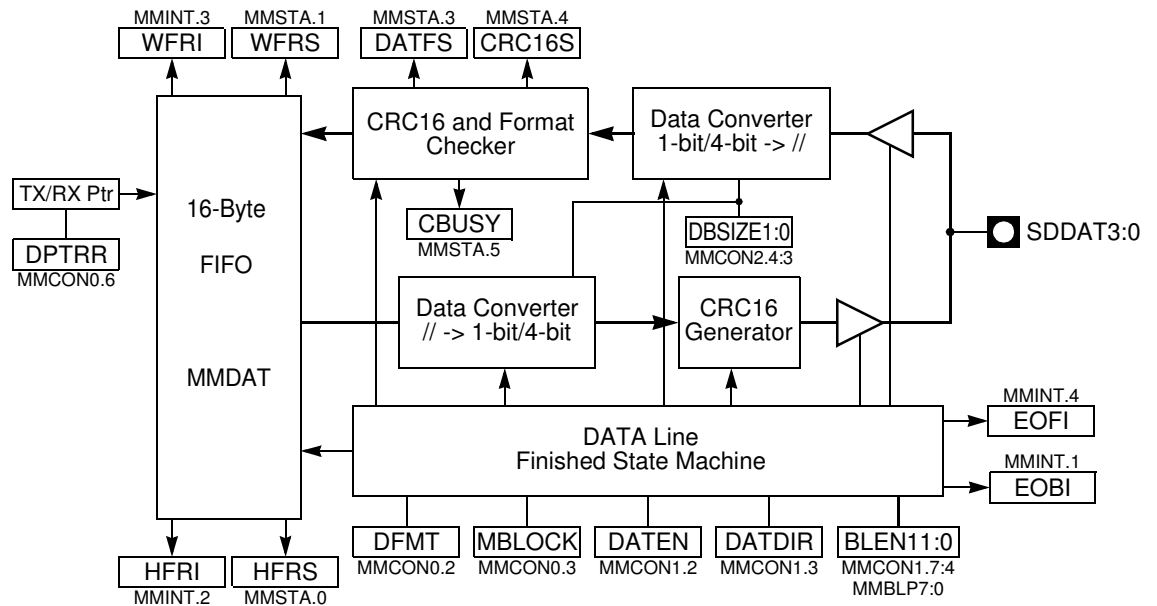 MMINT.3
WFRI
MMSTA.1
WFRS
MMSTA.3
DATFS
MMSTA.4
CRC16S
CRC16 and Format
Checker
Data Converter
1-bit/4-bit -> //
TX/RX Ptr
DPTRR
MMCON0.6
16-Byte
FIFO
MMDAT
CBUSY
MMSTA.5
DBSIZE1:0
MMCON2.4:3
SDDAT3:0
Data Converter
// -> 1-bit/4-bit
CRC16
Generator
DATA Line
Finished State Machine
MMINT.4
EOFI
MMINT.1
EOBI
HFRI
MMINT.2
HFRS
MMSTA.0
DFMT
MMCON0.2
MBLOCK
MMCON0.3
DATEN
MMCON1.2
DATDIR
MMCON1.3
BLEN11:0
MMCON1.7:4
MMBLP7:0